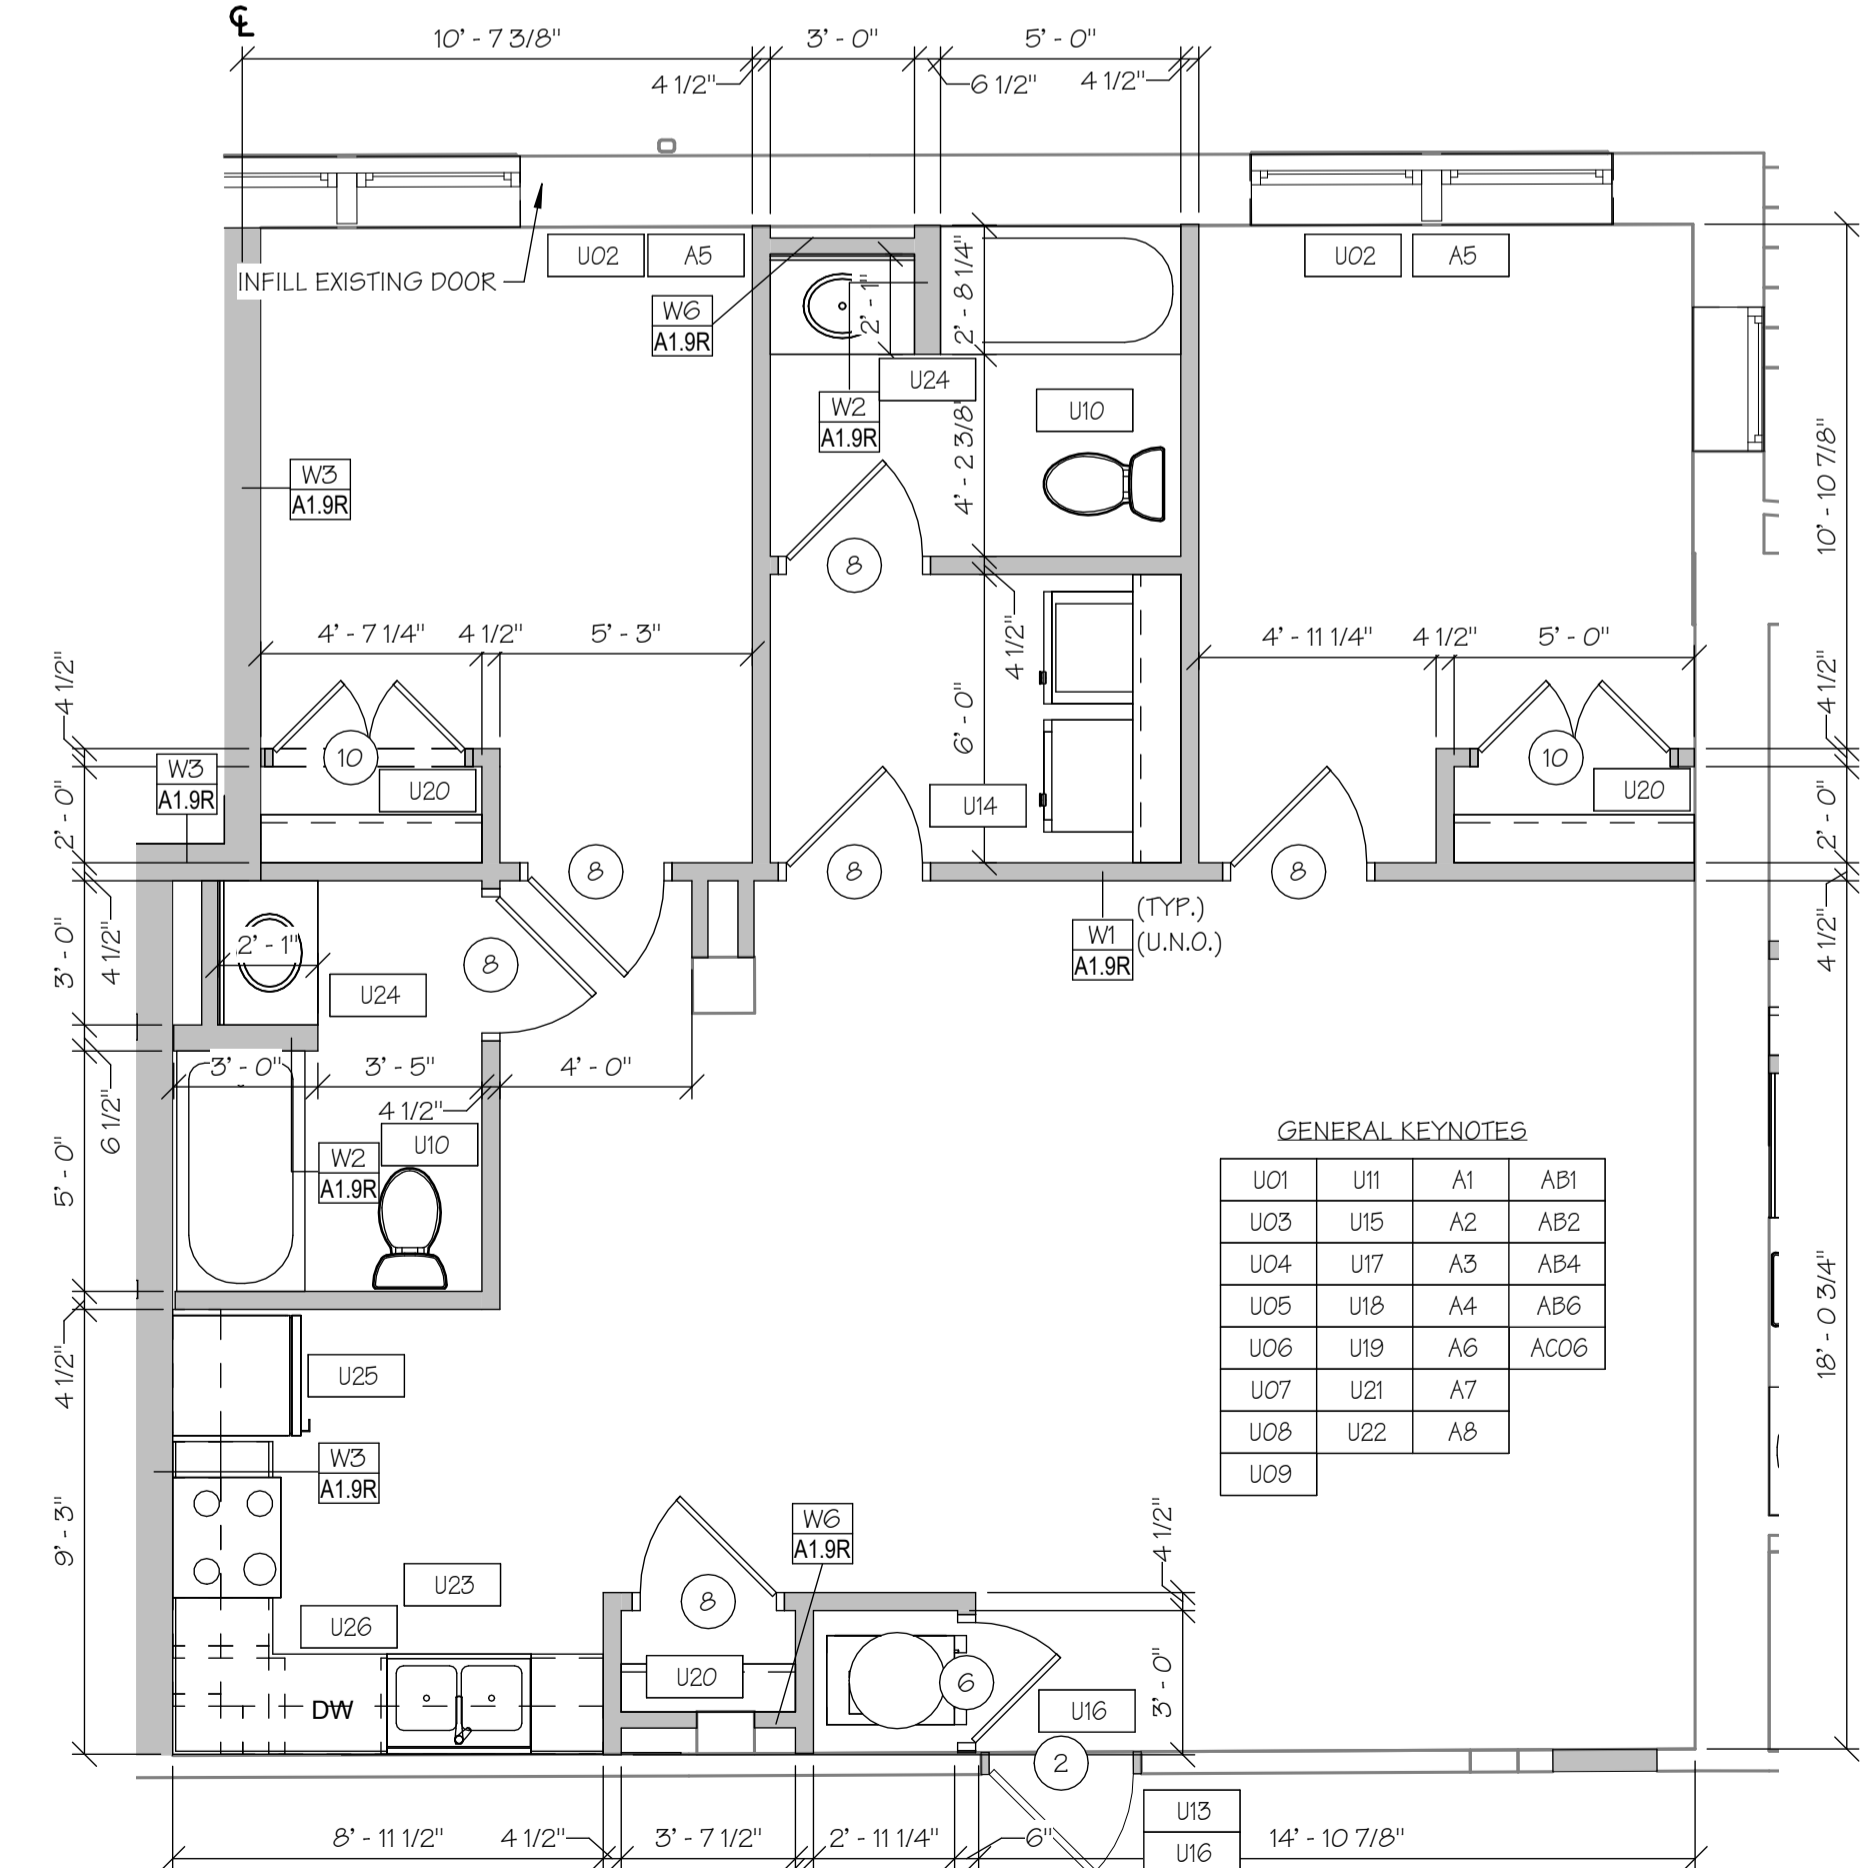 ℄
10' - 7 3/8" 3' - 0" 5' - 0"
4 1/2" 6 1/2" 4 1/2"
U02 A5
U02 A5
INFILL EXISTING DOOR
W6
A1.9R
2' - 1"
2' - 8 1/4"
U24
W2
A1.9R
U10
4' - 2 3/8"
10' - 10 7/8"
W3
A1.9R
8
4' - 7 1/4" 4 1/2" 5' - 3"
4 1/2"
4' - 11 1/4" 4 1/2" 5' - 0"
4 1/2"
4 1/2"
6' - 0"
10
10
W3
A1.9R
U20
U14
U20
2' - 0"
2' - 0"
8
8
8
4 1/2"
4 1/2"
(TYP.)
(U.N.O.)
W1
A1.9R
3' - 0"
2' - 1"
8
U24
3' - 0" 3' - 5" 4' - 0"
4 1/2"
6 1/2"
U10
5' - 0"
W2
A1.9R
GENERAL KEYNOTES
U01 U11 A1 AB1
U03 U15 A2 AB2
U04 U17 A3 AB4
U05 U18 A4 AB6
U06 U19 A6 AC06
U07 U21 A7
U08 U22 A8
U09
18' - 0 3/4"
4 1/2"
U25
W3
A1.9R
9' - 3"
W6
A1.9R
4 1/2"
U23
8
U26
U20
6
U16
3' - 0"
DW
2
U13
U16
8' - 11 1/2" 4 1/2" 3' - 7 1/2" 2' - 11 1/4" 6" 14' - 10 7/8"